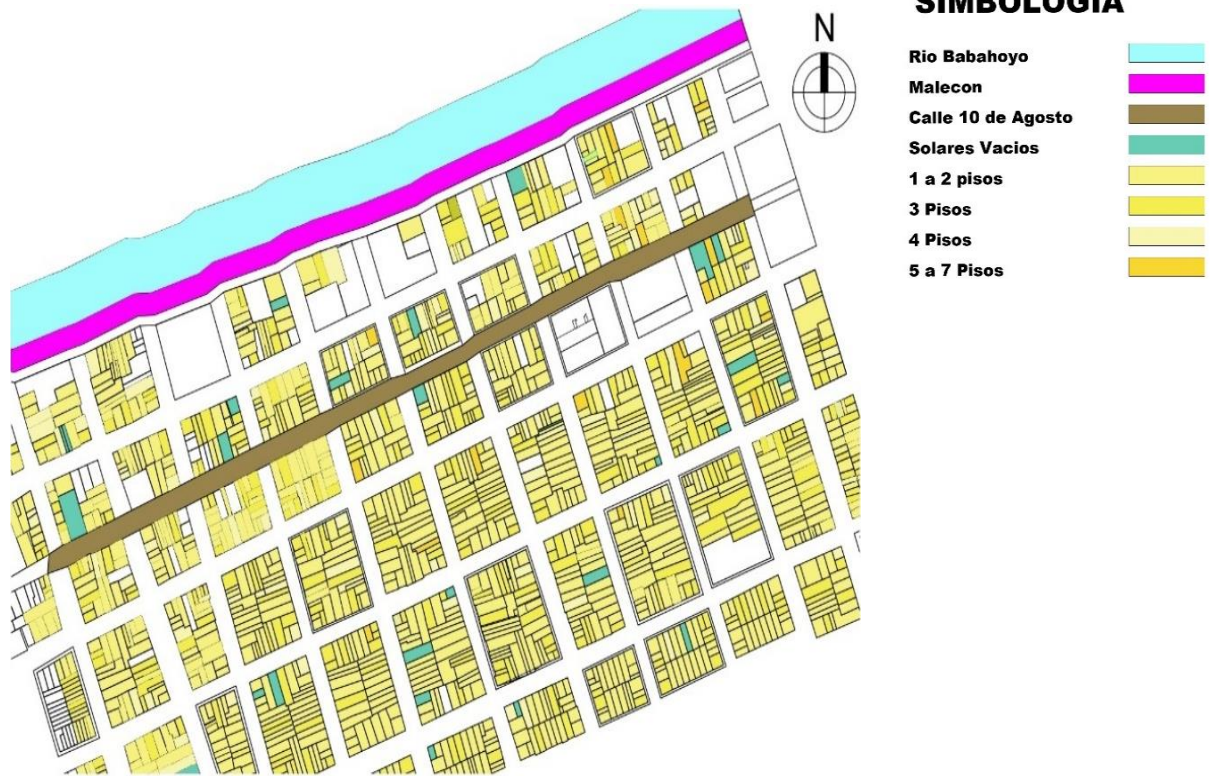 SIMBOLOGIA
N
Rio Babahoyo
Malecon
Calle 10 de Agosto
Solares Vacios
1 a 2 pisos
3 Pisos
4 Pisos
5 a 7 Pisos